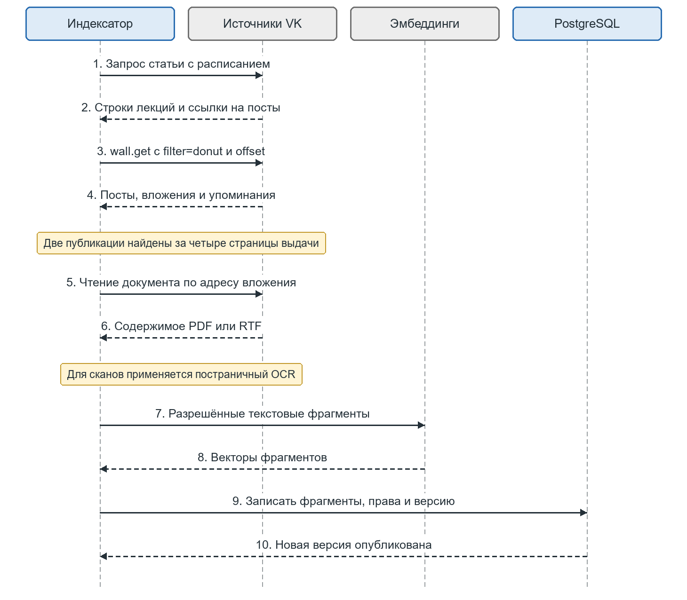 Индексатор
Источники VK
Эмбеддинги
PostgreSQL
1. Запрос статьи с расписанием
2. Строки лекций и ссылки на посты
3. wall.get с filter=donut и offset
4. Посты, вложения и упоминания
Две публикации найдены за четыре страницы выдачи
5. Чтение документа по адресу вложения
6. Содержимое PDF или RTF
Для сканов применяется постраничный OCR
7. Разрешённые текстовые фрагменты
8. Векторы фрагментов
9. Записать фрагменты, права и версию
10. Новая версия опубликована